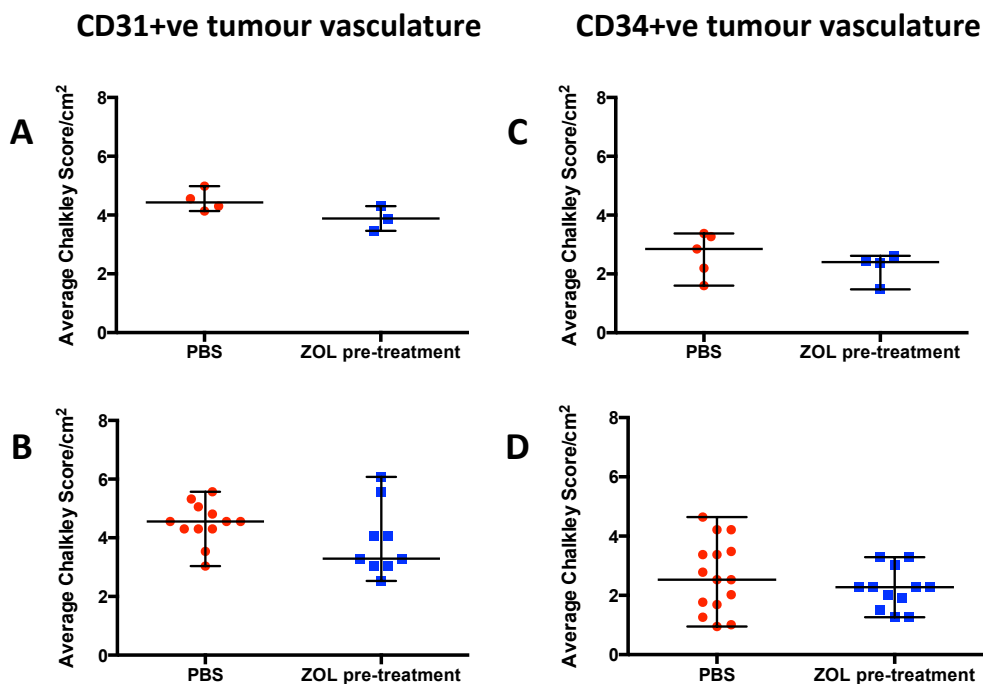 CD31+ve tumour vasculature
CD34+ve tumour vasculature
A
Average Chalkley Score/cm²
8
6
4
2
0
PBS
ZOL pre-treatment
C
Average Chalkley Score/cm²
8
6
4
2
0
PBS
ZOL pre-treatment
B
Average Chalkley Score/cm²
8
6
4
2
0
PBS
ZOL pre-treatment
D
Average Chalkley Score/cm²
8
6
4
2
0
PBS
ZOL pre-treatment